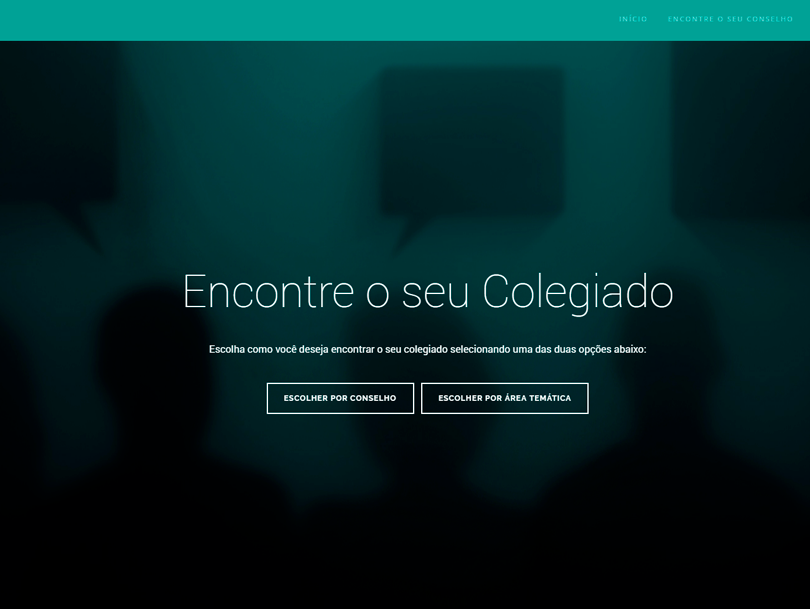 INÍCIO ENCONTRE O SEU CONSELHO
Encontre o seu Colegiado
Escolha como você deseja encontrar o seu colegiado selecionando uma das duas opções abaixo:
ESCOLHER POR CONSELHO ESCOLHER POR ÁREA TEMÁTICA